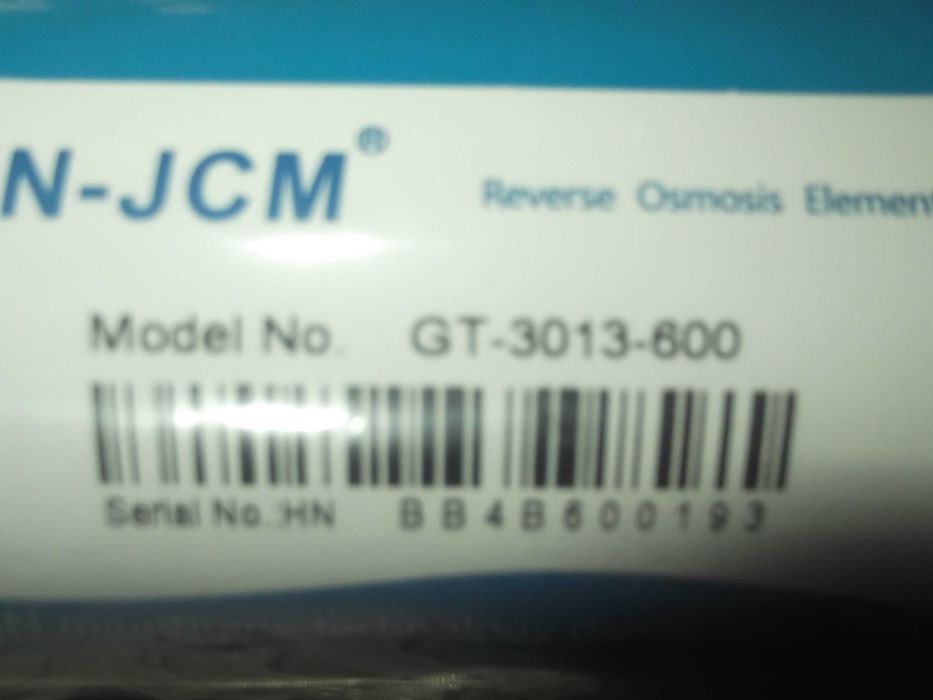 N-JCM®
Reverse Osmosis Element
Model No. GT-3013-600
Serial No.:HN BB4B600193